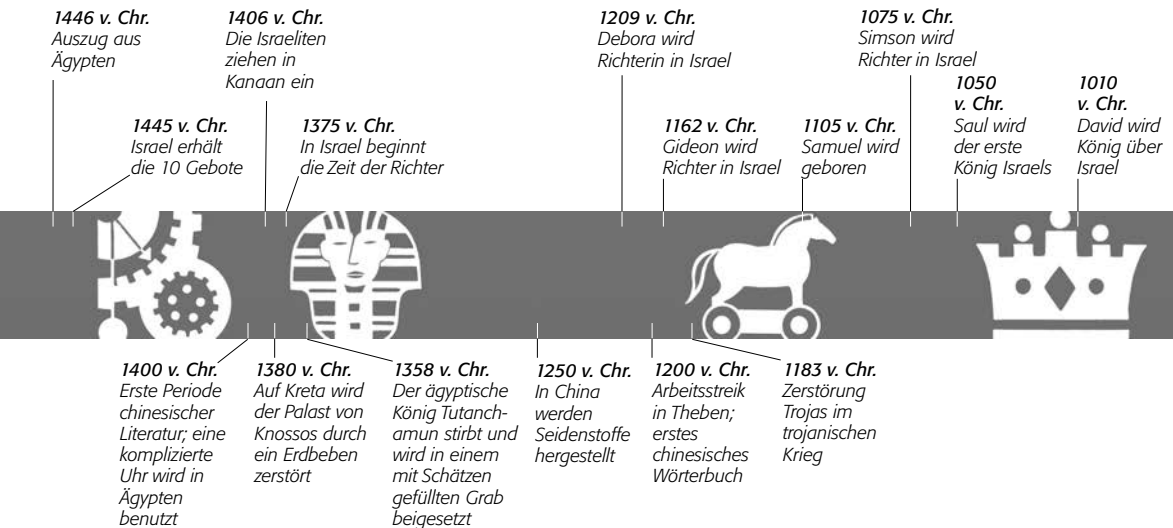 1446 v. Chr.
Auszug aus
Ägypten
1445 v. Chr.
Israel erhält
die 10 Gebote
1406 v. Chr.
Die Israeliten
ziehen in
Kanaan ein
1375 v. Chr.
In Israel beginnt
die Zeit der Richter
1209 v. Chr.
Debora wird
Richterin in Israel
1162 v. Chr.
Gideon wird
Richter in Israel
1105 v. Chr.
Samuel wird
geboren
1075 v. Chr.
Simson wird
Richter in Israel
1050
v. Chr.
Saul wird
der erste
König Israels
1010
v. Chr.
David wird
König über
Israel
1400 v. Chr.
Erste Periode
chinesischer
Literatur; eine
komplizierte
Uhr wird in
Ägypten
benutzt
1380 v. Chr.
Auf Kreta wird
der Palast von
Knossos durch
ein Erdbeben
zerstört
1358 v. Chr.
Der ägyptische
König Tutanch-
amun stirbt und
wird in einem
mit Schätzen
gefüllten Grab
beigesetzt
1250 v. Chr.
In China
werden
Seidenstoffe
hergestellt
1200 v. Chr.
Arbeitsstreik
in Theben;
erstes
chinesisches
Wörterbuch
1183 v. Chr.
Zerstörung
Trojas im
trojanischen
Krieg